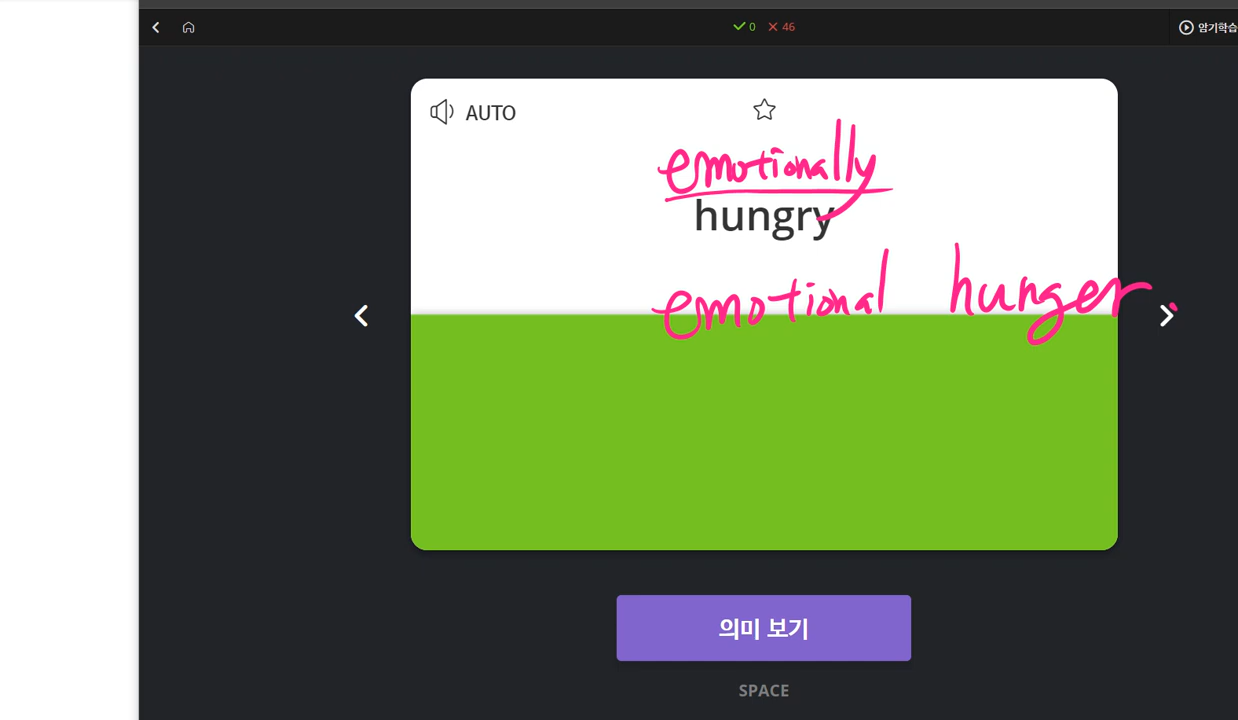 0 46 암기학습
AUTO
emotionally
hungry
emotional hunger.
의미 보기
SPACE